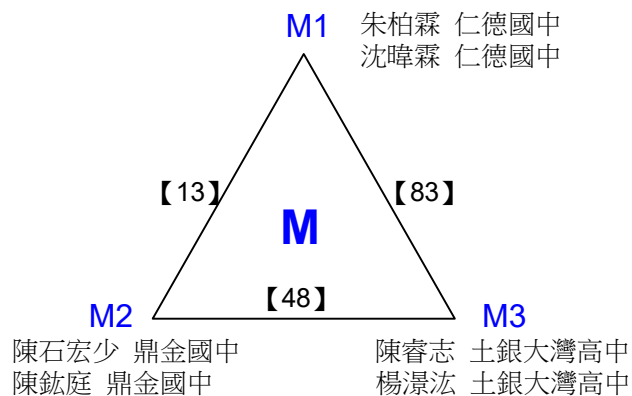 M1
朱柏霖 仁德國中
沈暐霖 仁德國中
【13】
【83】
M
【48】
M2
M3
陳石宏少 鼎金國中
陳鈜庭 鼎金國中
陳睿志 土銀大灣高中
楊澋汯 土銀大灣高中